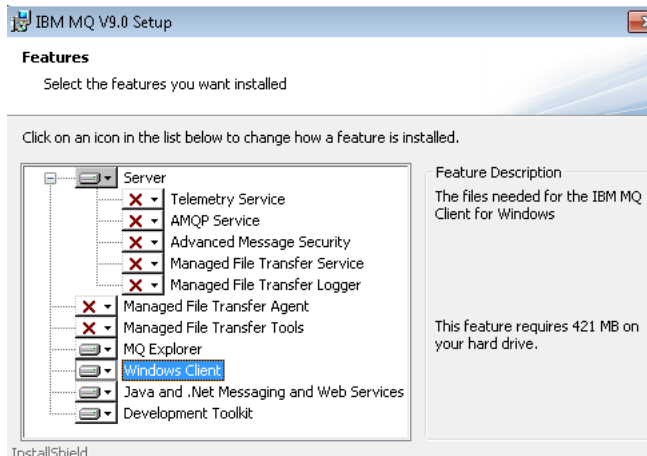 IBM MQ V9.0 Setup
Features
Select the features you want installed
Click on an icon in the list below to change how a feature is installed.
Server
Telemetry Service
AMQP Service
Advanced Message Security
Managed File Transfer Service
Managed File Transfer Logger
Managed File Transfer Agent
Managed File Transfer Tools
MQ Explorer
Windows Client
Java and .Net Messaging and Web Services
Development Toolkit
Feature Description
The files needed for the IBM MQ
Client for Windows
This feature requires 421 MB on
your hard drive.
InstallShield